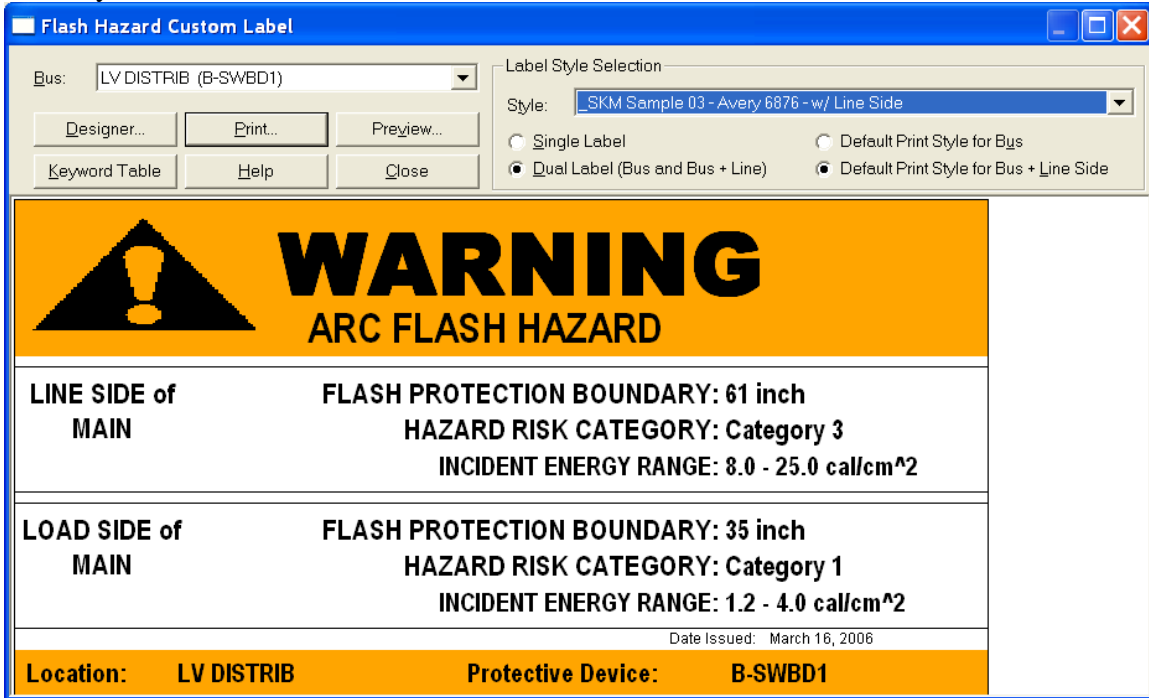 Flash Hazard Custom Label
Bus: LV DISTRIB (B-SWBD1)
Designer... Print... Preview...
Keyword Table Help Close
Label Style Selection
Style: _SKM Sample 03 - Avery 6876 - w/ Line Side
Single Label Default Print Style for Bus
Dual Label (Bus and Bus + Line) Default Print Style for Bus + Line Side
WARNING
ARC FLASH HAZARD
LINE SIDE of FLASH PROTECTION BOUNDARY: 61 inch
MAIN HAZARD RISK CATEGORY: Category 3
INCIDENT ENERGY RANGE: 8.0 - 25.0 cal/cm^2
LOAD SIDE of FLASH PROTECTION BOUNDARY: 35 inch
MAIN HAZARD RISK CATEGORY: Category 1
INCIDENT ENERGY RANGE: 1.2 - 4.0 cal/cm^2
Date Issued: March 16, 2006
Location: LV DISTRIB Protective Device: B-SWBD1